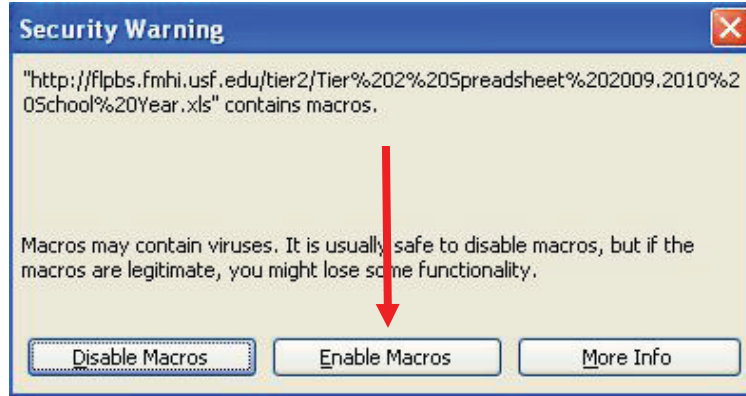 Security Warning
"http://flpbs.fmhi.usf.edu/tier2/Tier%202%20Spreadsheet%202009.2010%2
0School%20Year.xls" contains macros.
Macros may contain viruses. It is usually safe to disable macros, but if the
macros are legitimate, you might lose some functionality.
Disable Macros Enable Macros More Info